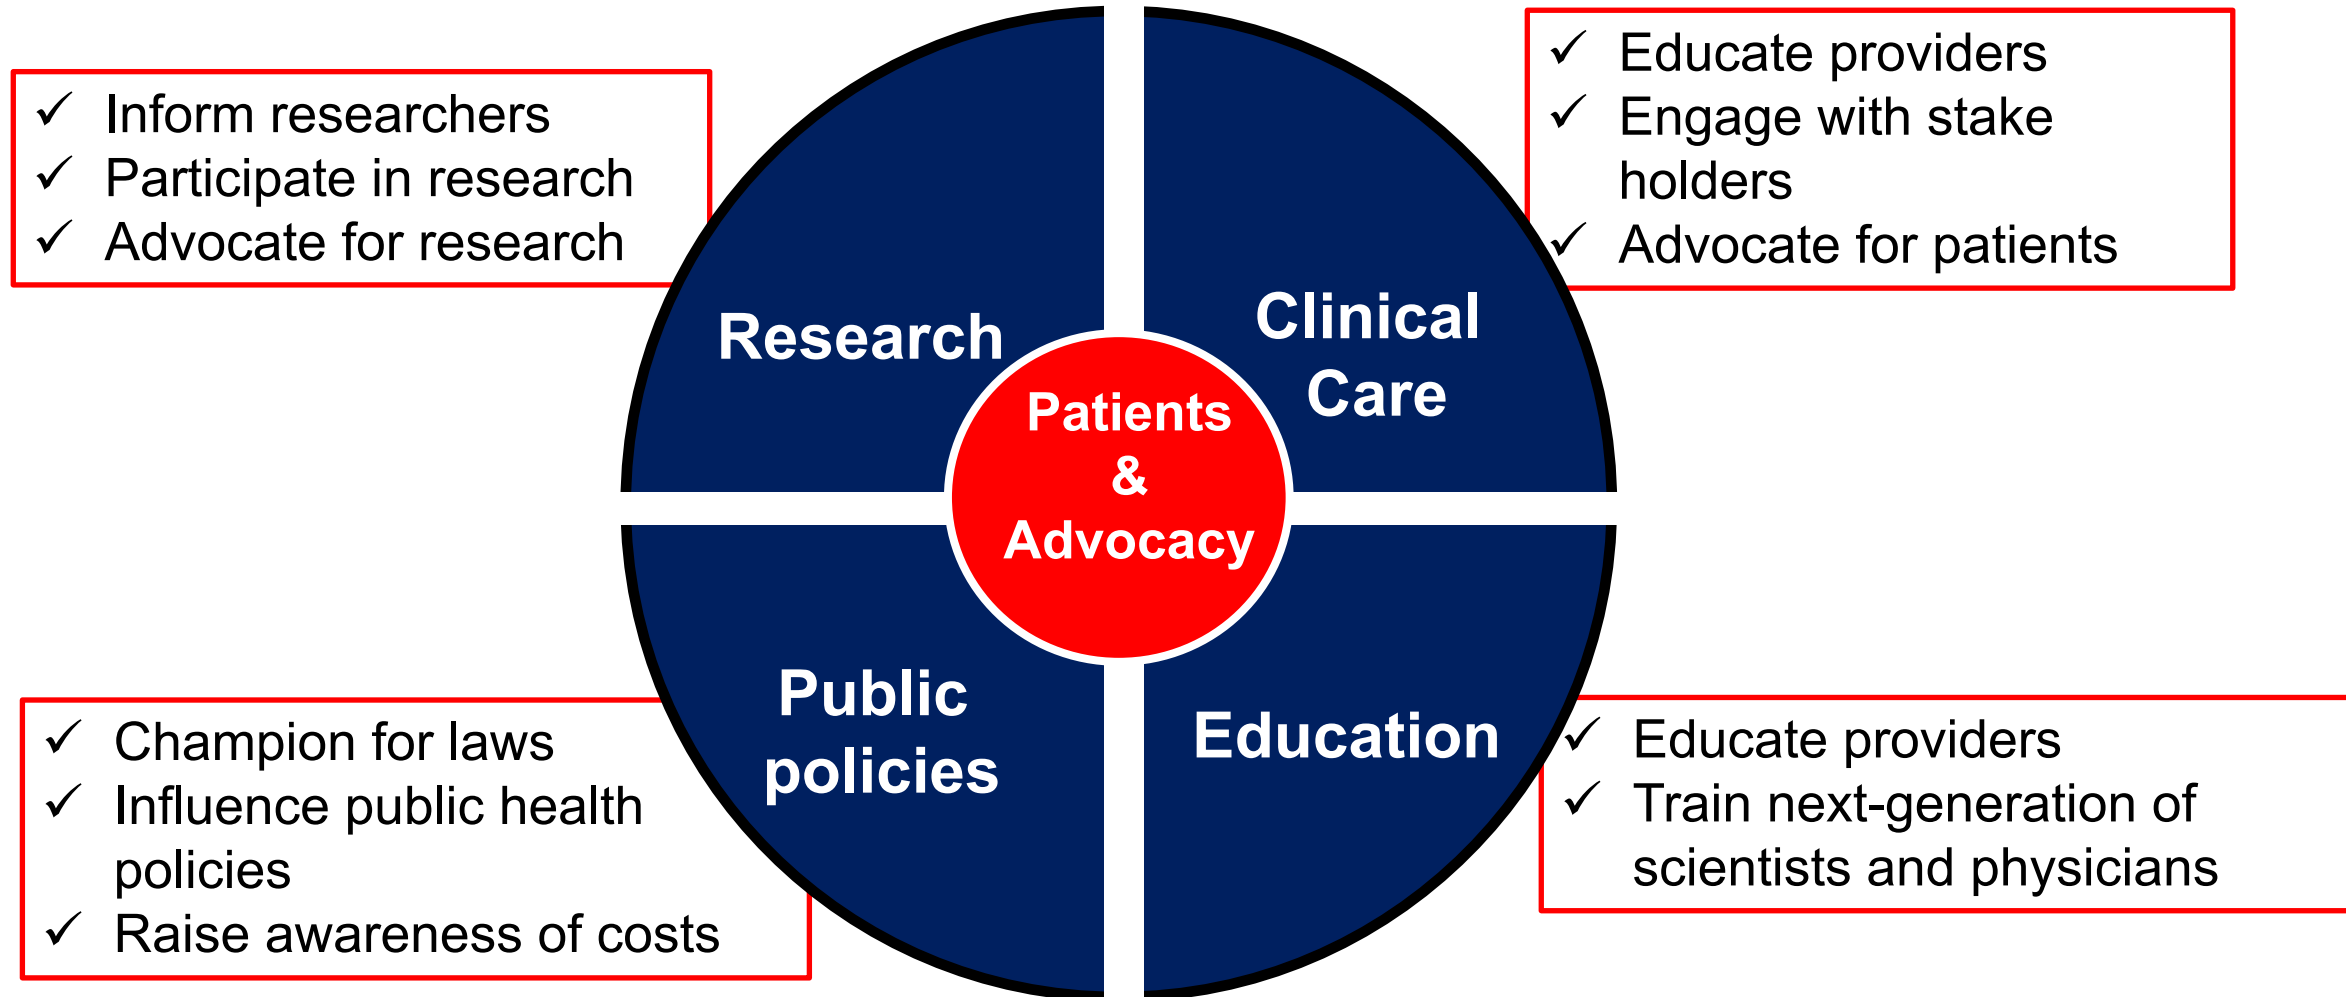 ✓ Inform researchers
✓ Participate in research
✓ Advocate for research
Research
✓ Educate providers
✓ Engage with stake
holders
✓ Advocate for patients
Clinical
Care
Patients
&
Advocacy
Public
policies
✓ Champion for laws
✓ Influence public health
policies
✓ Raise awareness of costs
Education
✓ Educate providers
✓ Train next-generation of
scientists and physicians